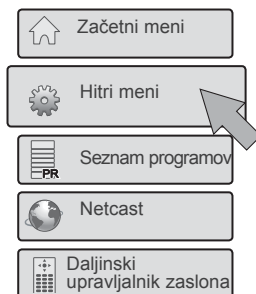 Začetni meni
Hitri meni
Seznam programov
PR
Netcast
Daljinski
upravljalnik zaslona